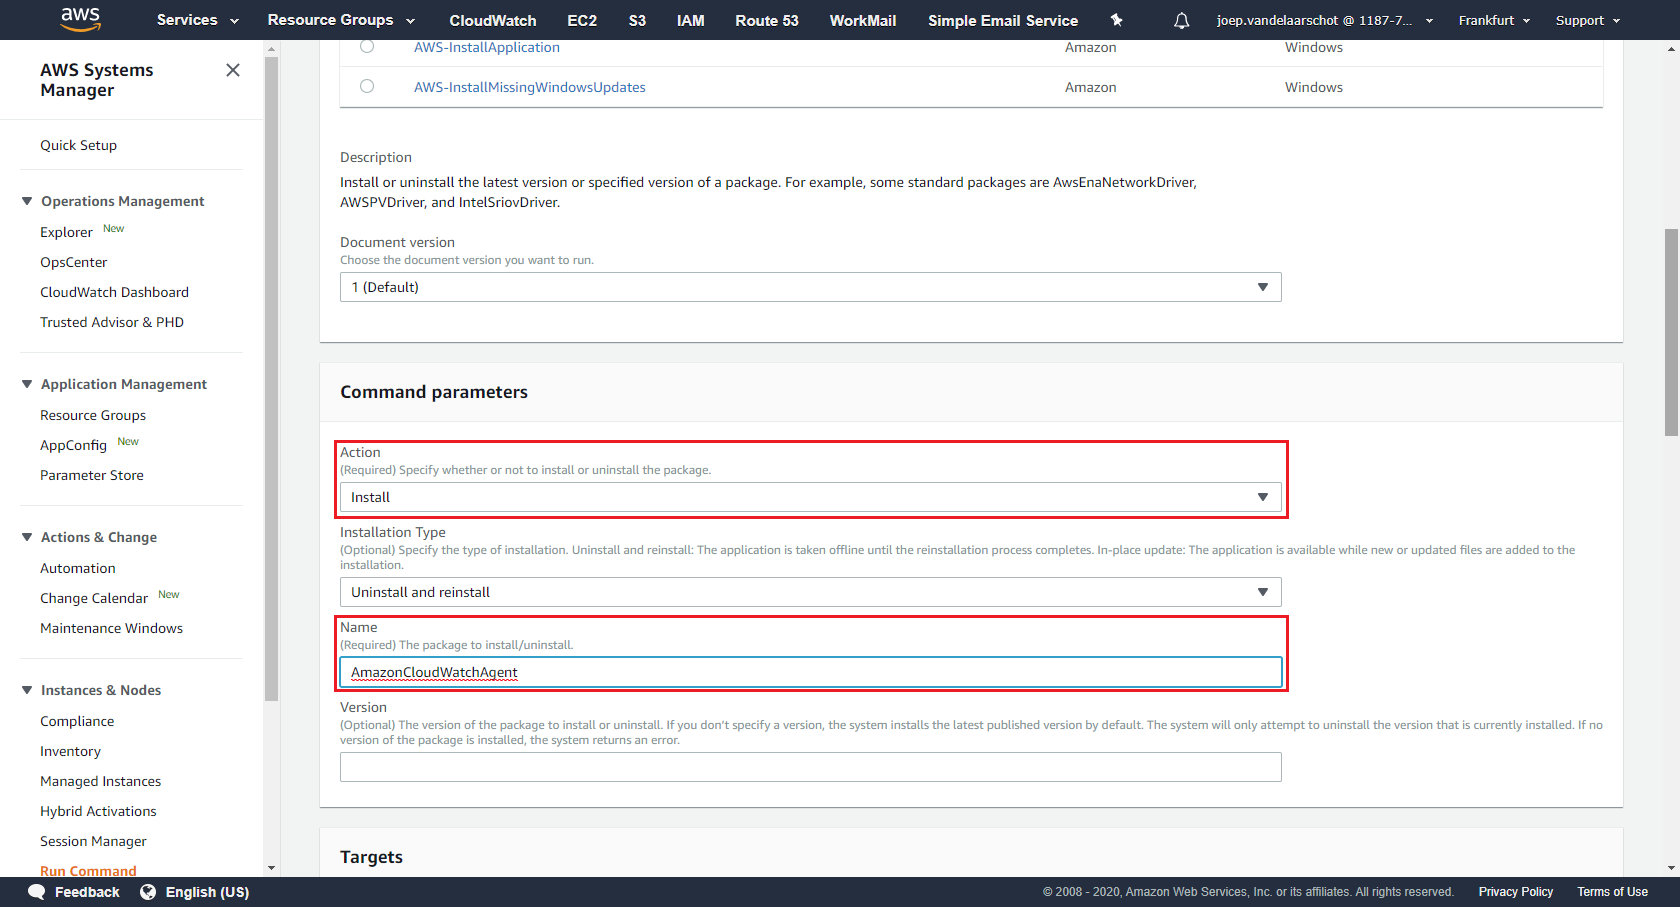 aws Services Resource Groups CloudWatch EC2 S3 IAM Route 53 WorkMail Simple Email Service joep.vandelaarschot @ 1187-7... Frankfurt Support
AWS Systems
Manager
Quick Setup
Operations Management
Explorer New
OpsCenter
CloudWatch Dashboard
Trusted Advisor & PHD
Application Management
Resource Groups
AppConfig New
Parameter Store
Actions & Change
Automation
Change Calendar New
Maintenance Windows
Instances & Nodes
Compliance
Inventory
Managed Instances
Hybrid Activations
Session Manager
Run Command
AWS-InstallApplication Amazon Windows
AWS-InstallMissingWindowsUpdates Amazon Windows
Description
Install or uninstall the latest version or specified version of a package. For example, some standard packages are AwsEnaNetworkDriver,
AWSPVDriver, and IntelSriovDriver.
Document version
Choose the document version you want to run.
1 (Default)
Command parameters
Action
(Required) Specify whether or not to install or uninstall the package.
Install
Installation Type
(Optional) Specify the type of installation. Uninstall and reinstall: The application is taken offline until the reinstallation process completes. In-place update: The application is available while new or updated files are added to the
installation.
Uninstall and reinstall
Name
(Required) The package to install/uninstall.
AmazonCloudWatchAgent
Version
(Optional) The version of the package to install or uninstall. If you don't specify a version, the system installs the latest published version by default. The system will only attempt to uninstall the version that is currently installed. If no
version of the package is installed, the system returns an error.
Targets
Feedback English (US) © 2008 - 2020, Amazon Web Services, Inc. or its affiliates. All rights reserved. Privacy Policy Terms of Use